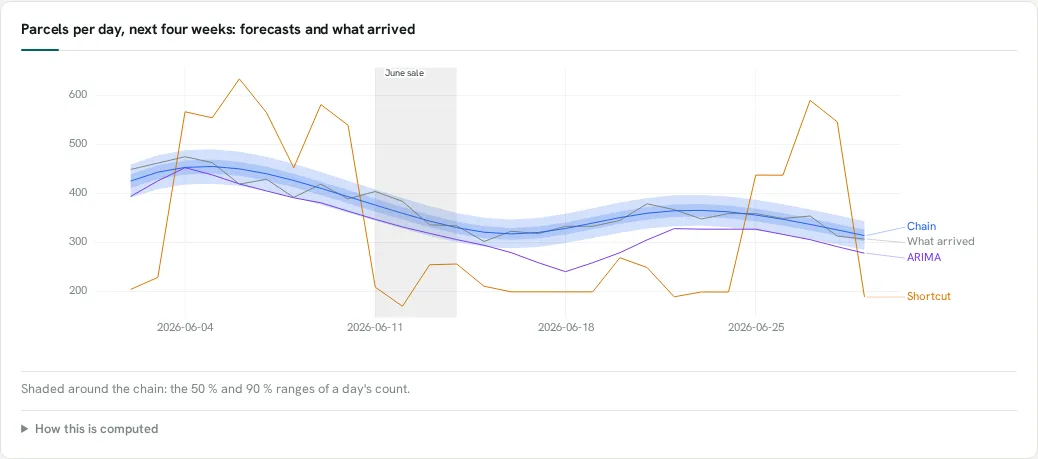 Parcels per day, next four weeks: forecasts and what arrived
June sale
600
500
400
300
200
2026-06-04
2026-06-11
2026-06-18
2026-06-25
Chain
What arrived
ARIMA
Shortcut
Shaded around the chain: the 50 % and 90 % ranges of a day's count.
How this is computed